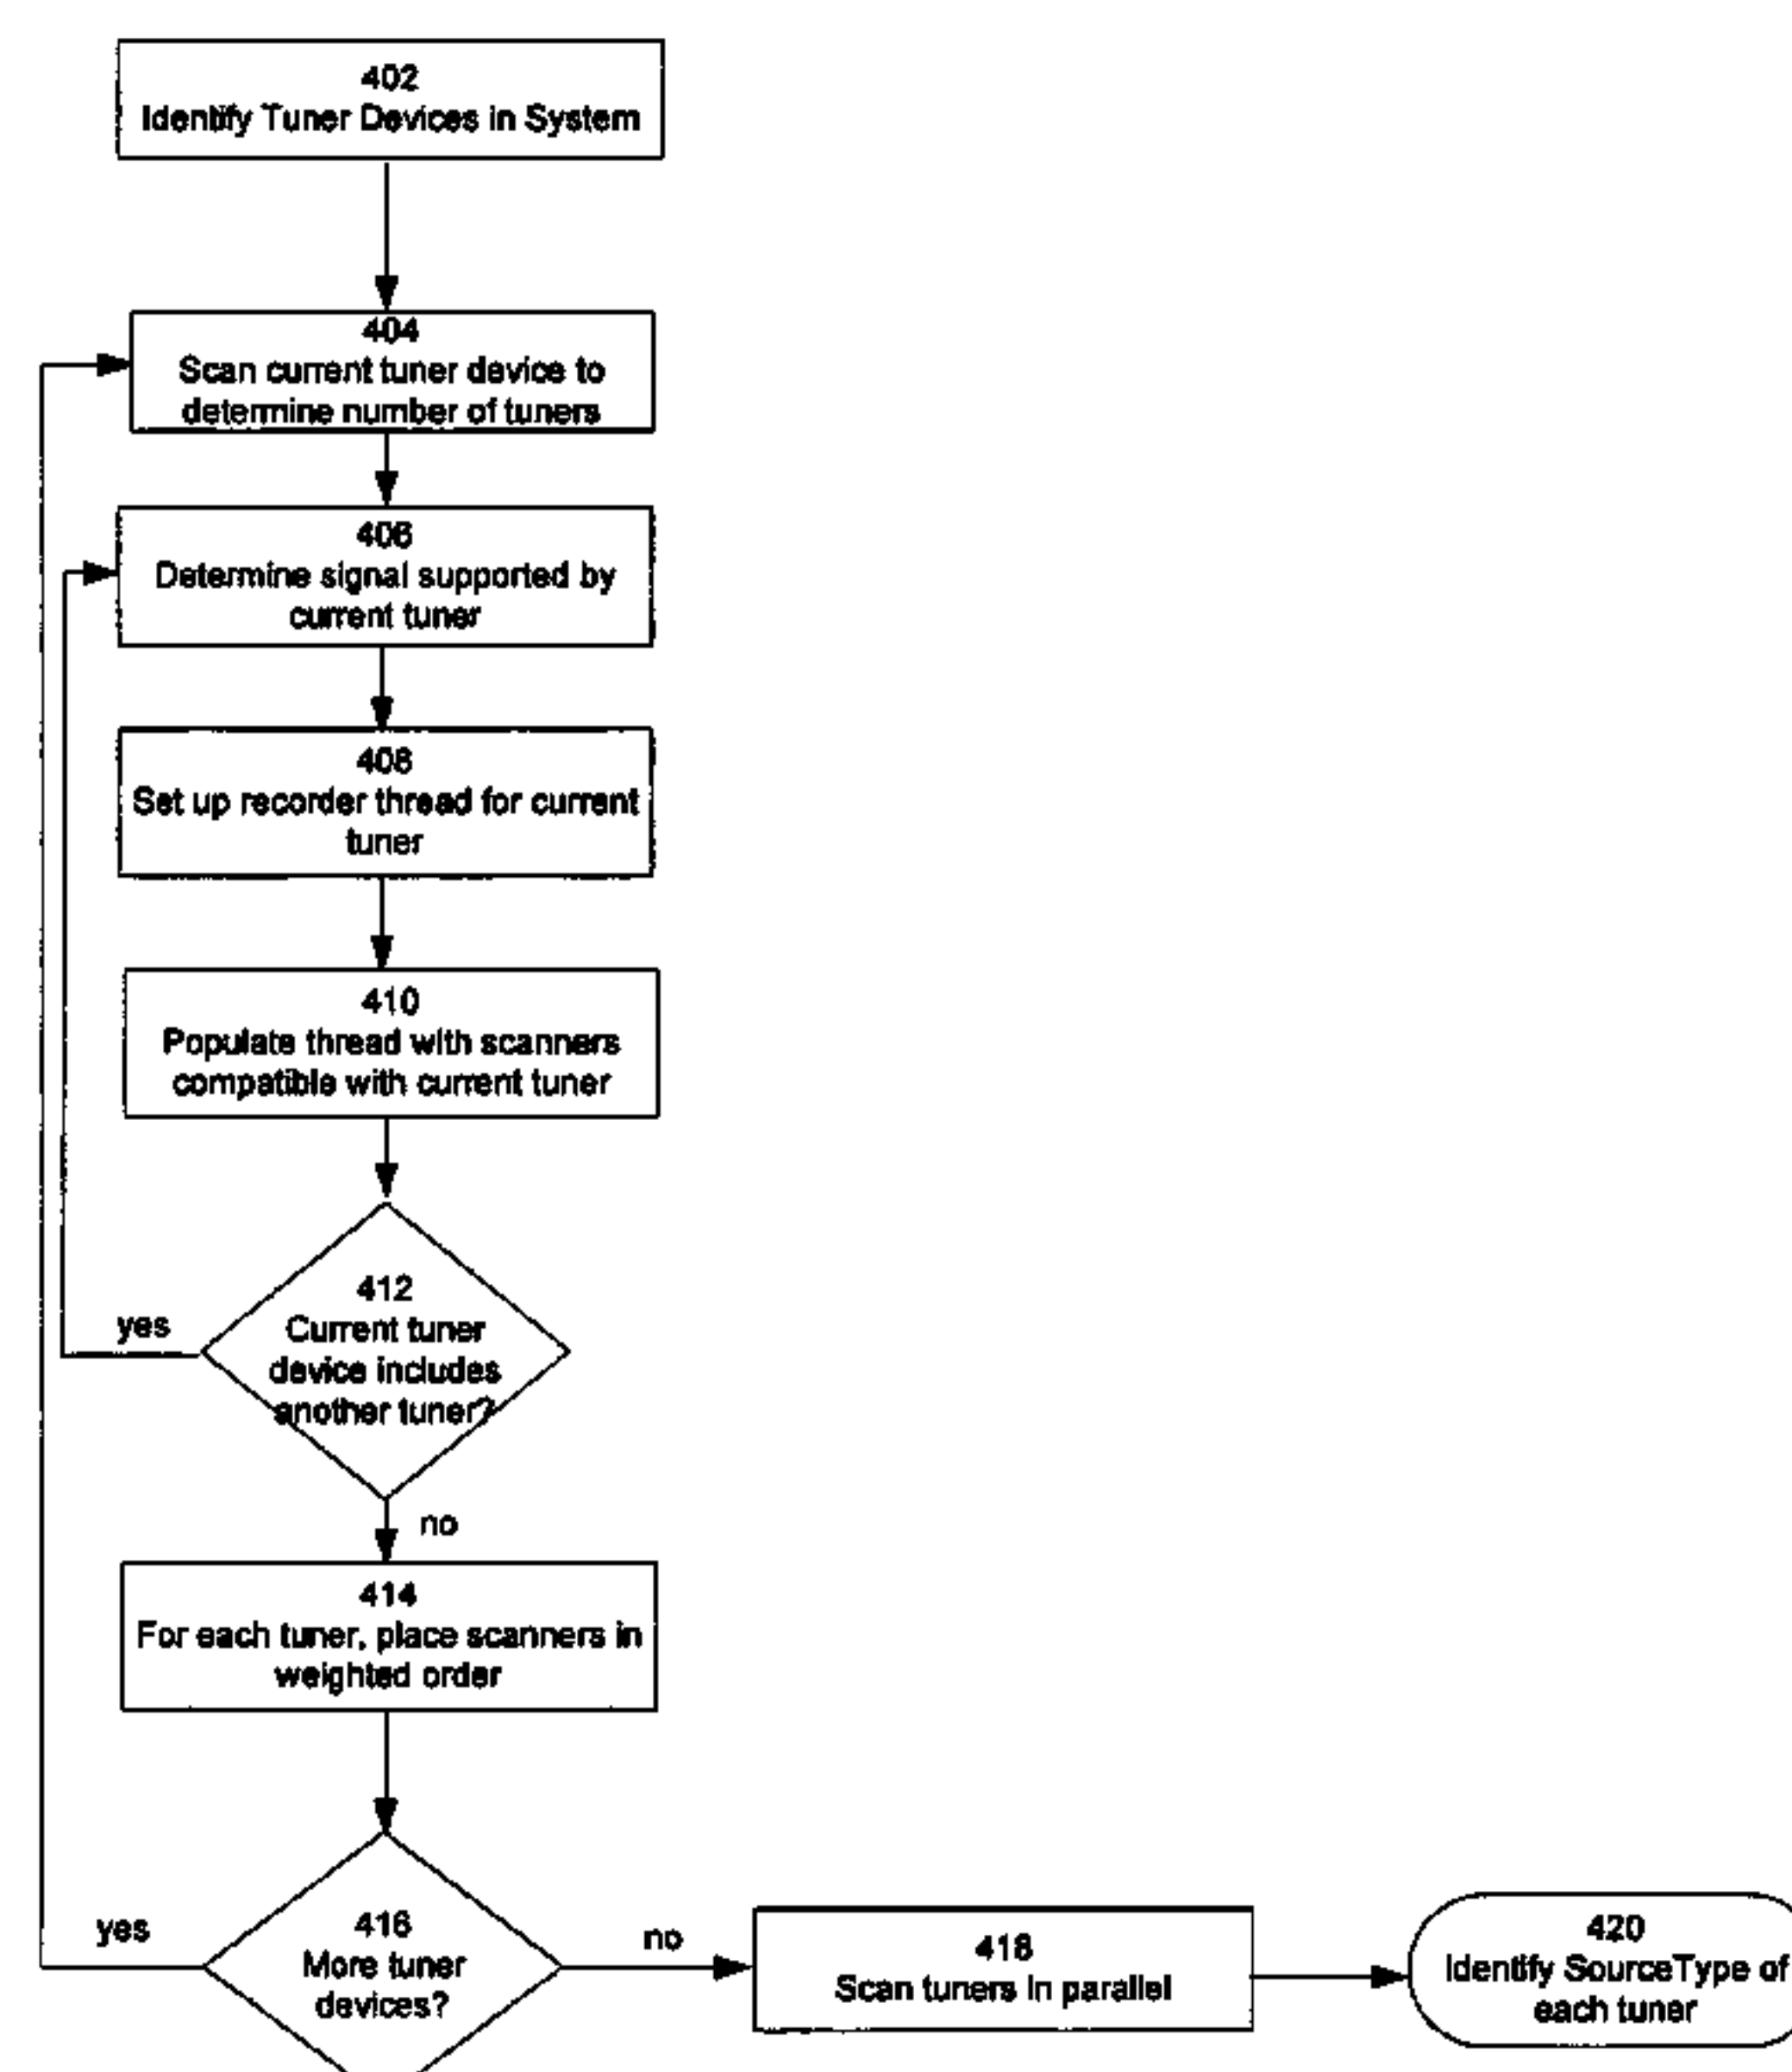 402
Identify Tuner Devices in System
404
Scan current tuner device to
determine number of tuners
406
Determine signal supported by
current tuner
408
Set up recorder thread for current
tuner
410
Populate thread with scanners
compatible with current tuner
412
Current tuner
device includes
another tuner?
yes
no
414
For each tuner, place scanners in
weighted order
416
More tuner
devices?
yes
no
418
Scan tuners in parallel
420
Identify SourceType of
each tuner